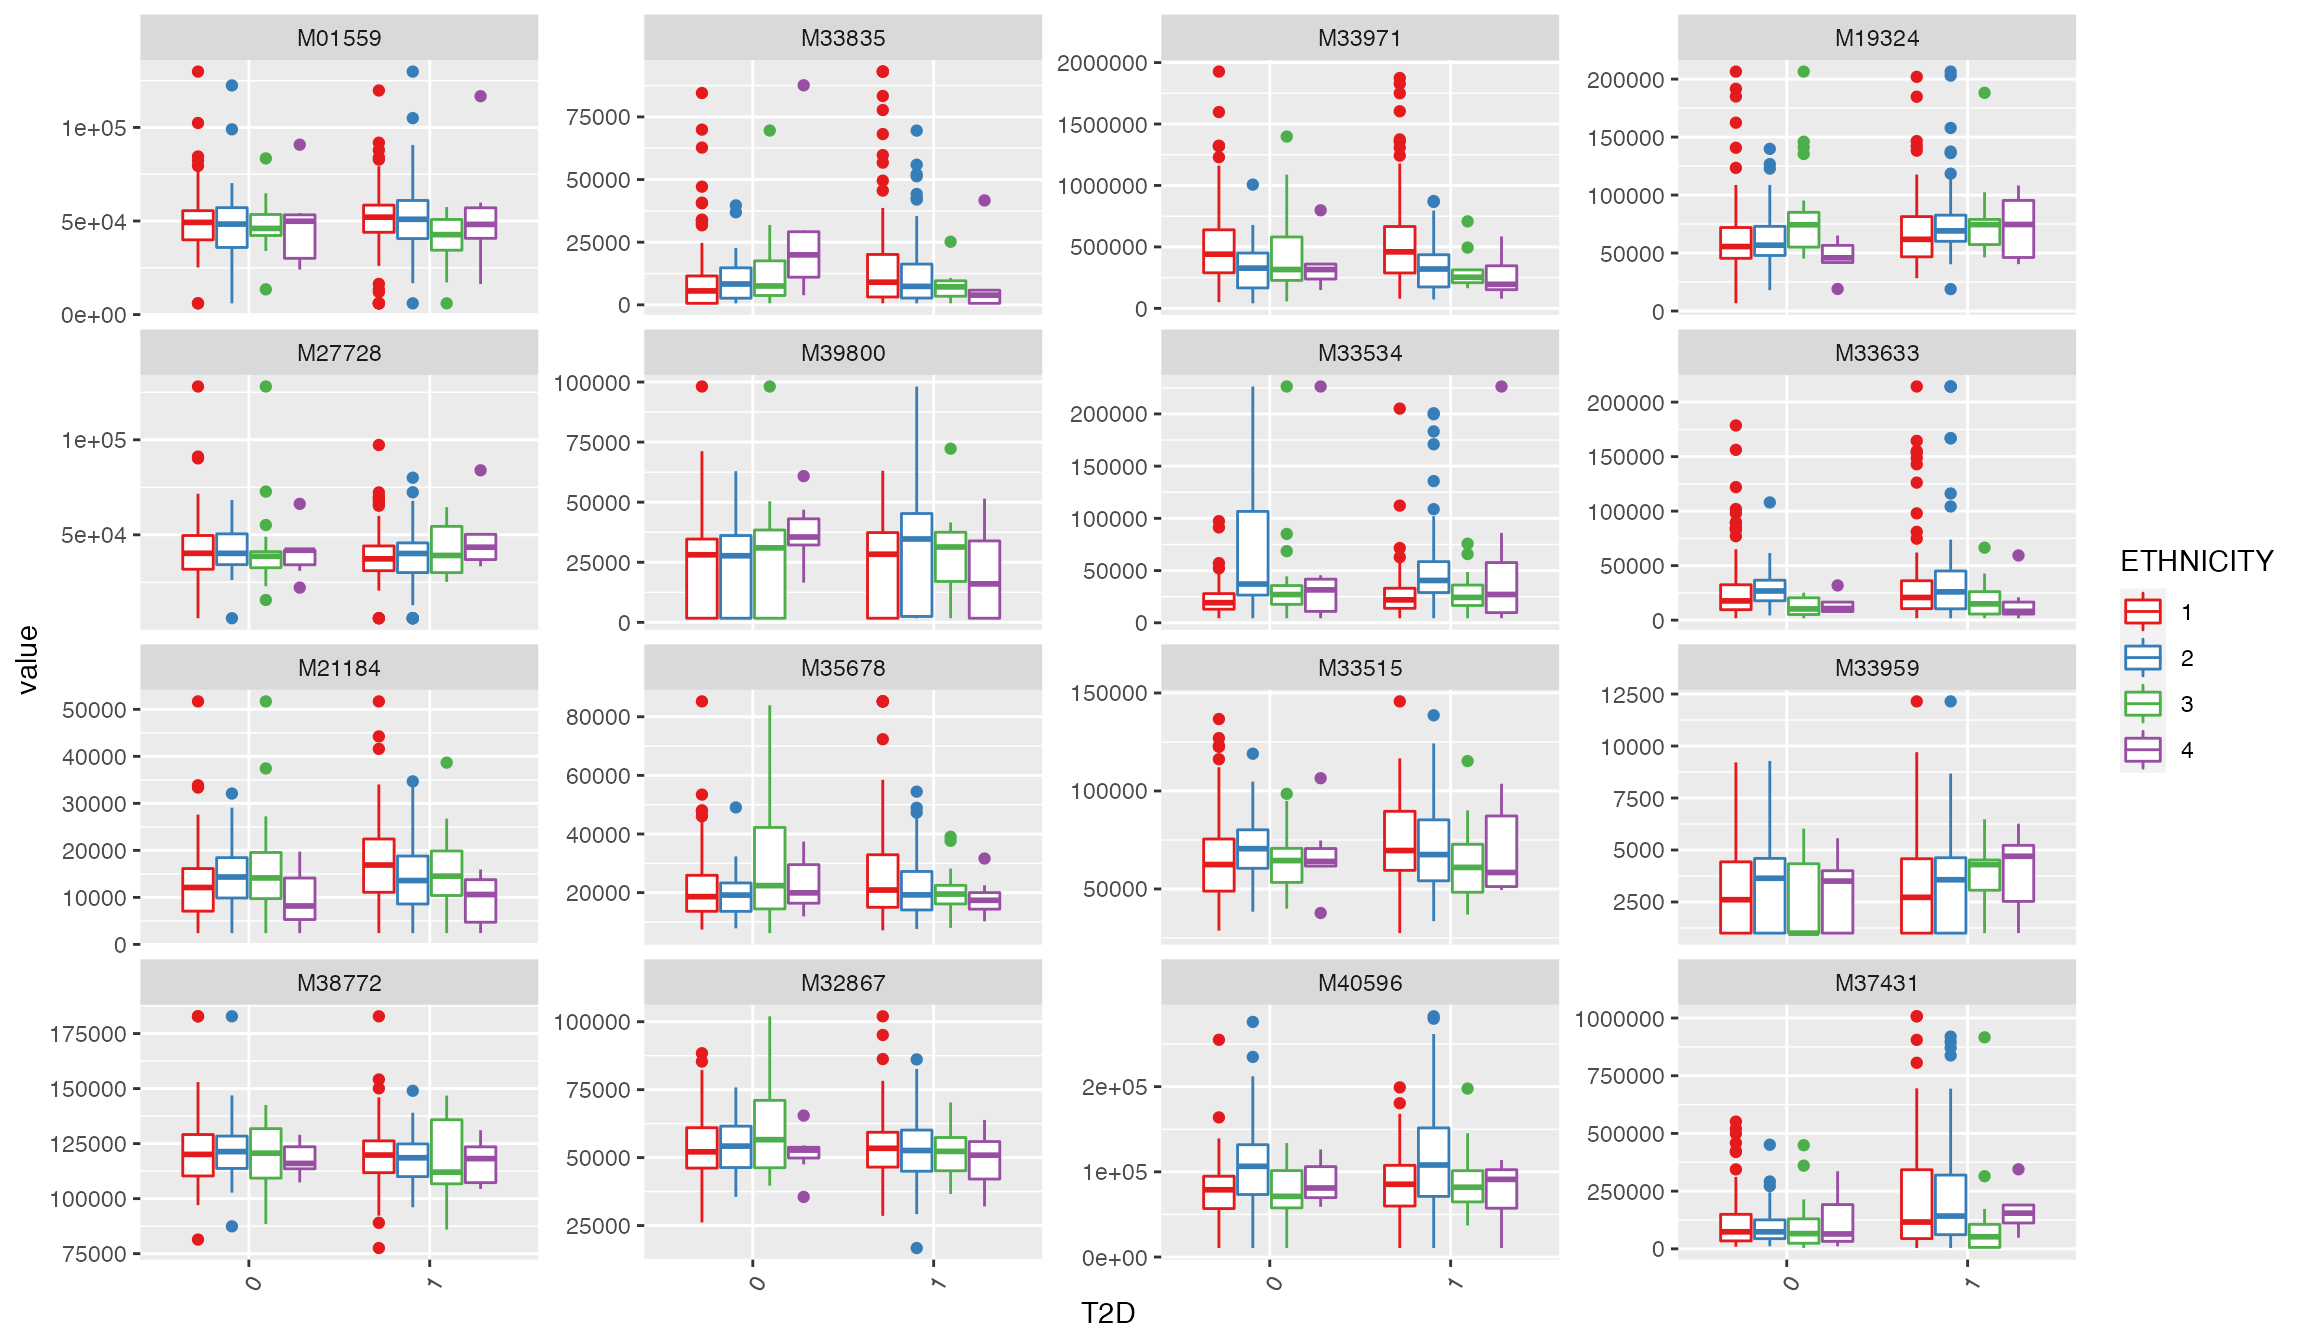 M01559 M33835 M33971 M19324
1e+05 5e+04 0e+00
75000 50000 25000 0
2000000 1500000 1000000 500000 0
200000 150000 100000 50000 0
M27728 M39800 M33534 M33633
1e+05 5e+04
100000 75000 50000 25000 0
200000 150000 100000 50000 0
200000 150000 100000 50000 0
M21184 M35678 M33515 M33959
50000 40000 30000 20000 10000 0
80000 60000 40000 20000
150000 100000 50000
12500 10000 7500 5000 2500
M38772 M32867 M40596 M37431
175000 150000 125000 100000 75000
100000 75000 50000 25000
2e+05 1e+05 0e+00
1000000 750000 500000 250000 0
0 1 0 1 0 1 0 1
T2D
value
ETHNICITY
1
2
3
4